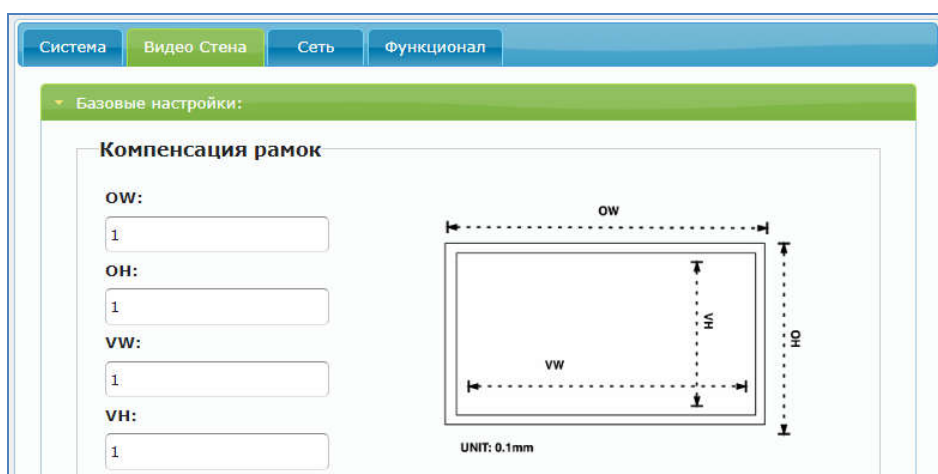 Система Видео Стена Сеть Функционал
Базовые настройки:
Компенсация рамок
OW:
1
OH:
1
VW:
1
VH:
1
OW
VH
OH
VW
UNIT: 0.1mm